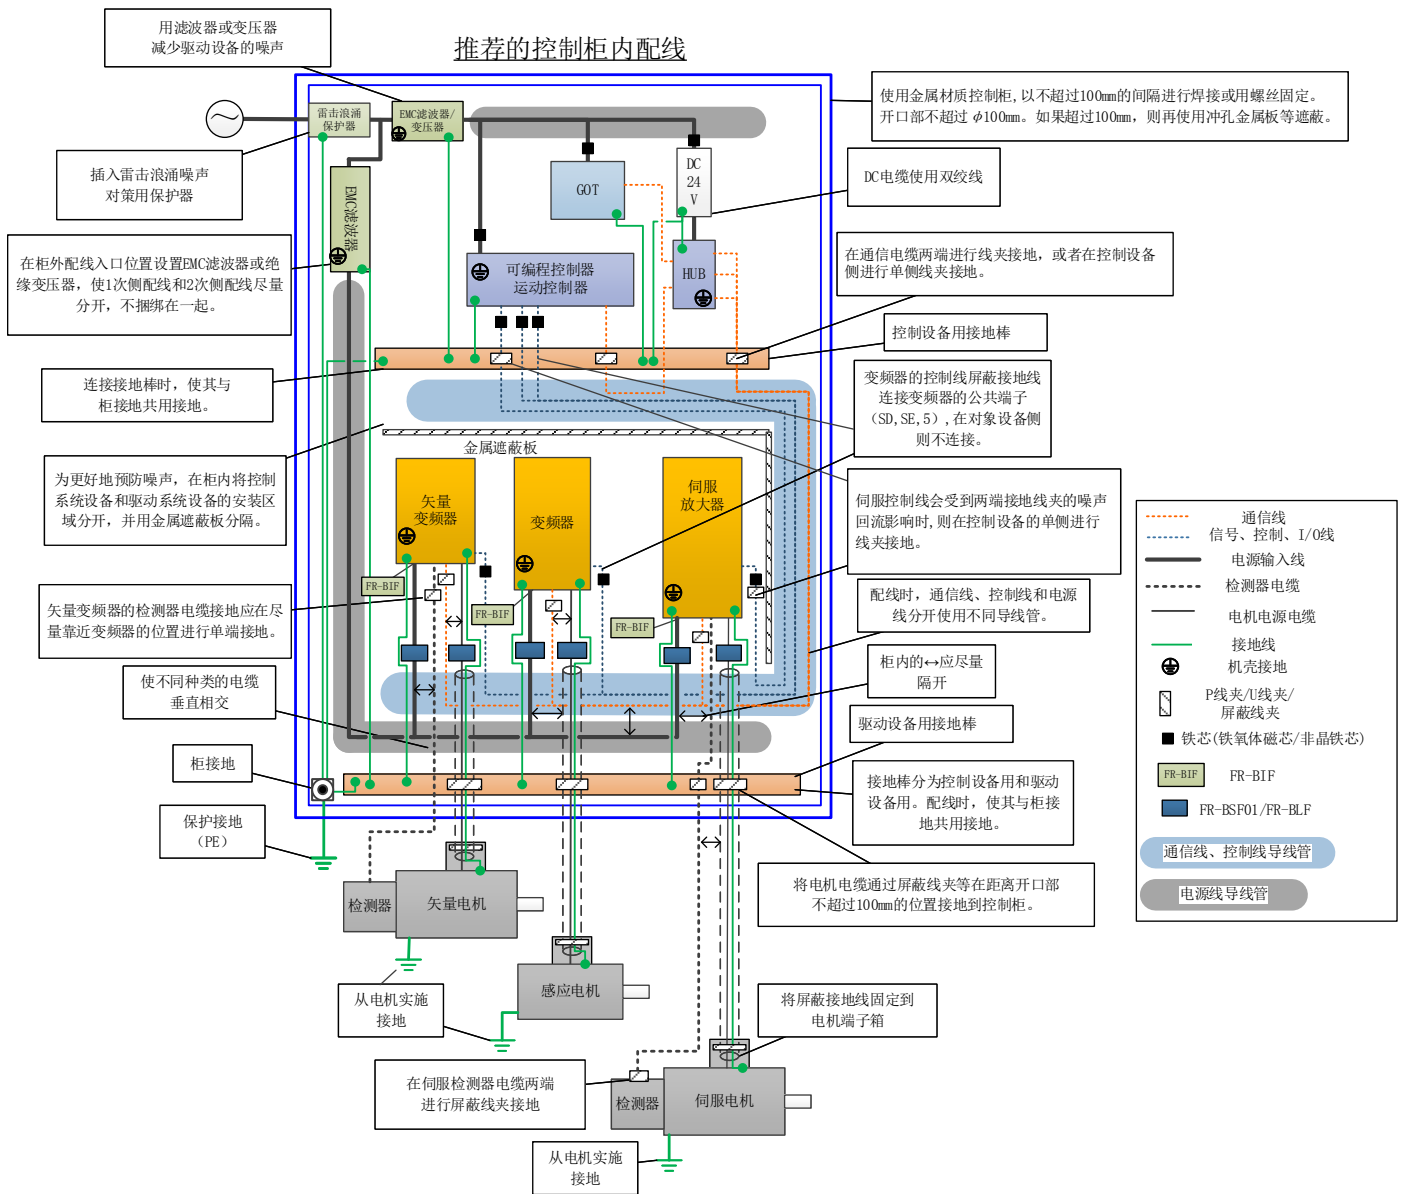 推荐的控制柜内配线
用滤波器或变压器
减少驱动设备的噪声
雷击浪涌
保护器
EMC滤波器/
变压器
插入雷击浪涌噪声
对策用保护器
EMC滤波器
在柜外配线入口位置设置EMC滤波器或绝
缘变压器，使1次侧配线和2次侧配线尽量
分开，不捆绑在一起。
GOT
DC
24
V
HUB
可编程控制器
运动控制器
使用金属材质控制柜,以不超过100mm的间隔进行焊接或用螺丝固定。
开口部不超过φ100mm。如果超过100mm，则再使用冲孔金属板等遮蔽。
DC电缆使用双绞线
在通信电缆两端进行线夹接地，或者在控制设备
侧进行单侧线夹接地。
控制设备用接地棒
连接接地棒时，使其与
柜接地共用接地。
变频器的控制线屏蔽接地线
连接变频器的公共端子
（SD,SE,5）,在对象设备侧
则不连接。
金属遮蔽板
为更好地预防噪声，在柜内将控制
系统设备和驱动系统设备的安装区
域分开，并用金属遮蔽板分隔。
矢量
变频器
变频器
伺服
放大器
伺服控制线会受到两端接地线夹的噪声
回流影响时,则在控制设备的单侧进行
线夹接地。
FR-BIF
FR-BIF
FR-BIF
矢量变频器的检测器电缆接地应在尽
量靠近变频器的位置进行单端接地。
配线时，通信线、控制线和电源
线分开使用不同导线管。
使不同种类的电缆
垂直相交
柜内的↔应尽量
隔开
柜接地
驱动设备用接地棒
保护接地
（PE）
接地棒分为控制设备用和驱动
设备用。配线时，使其与柜接
地共用接地。
检测器
矢量电机
将电机电缆通过屏蔽线夹等在距离开口部
不超过100mm的位置接地到控制柜。
从电机实施
接地
感应电机
将屏蔽接地线固定到
电机端子箱
在伺服检测器电缆两端
进行屏蔽线夹接地
检测器
伺服电机
从电机实施
接地
通信线
信号、控制、I/O线
电源输入线
检测器电缆
电机电源电缆
接地线
机壳接地
P线夹/U线夹/
屏蔽线夹
铁芯(铁氧体磁芯/非晶铁芯)
FR-BIF
FR-BIF
FR-BSF01/FR-BLF
通信线、控制线导线管
电源线导线管